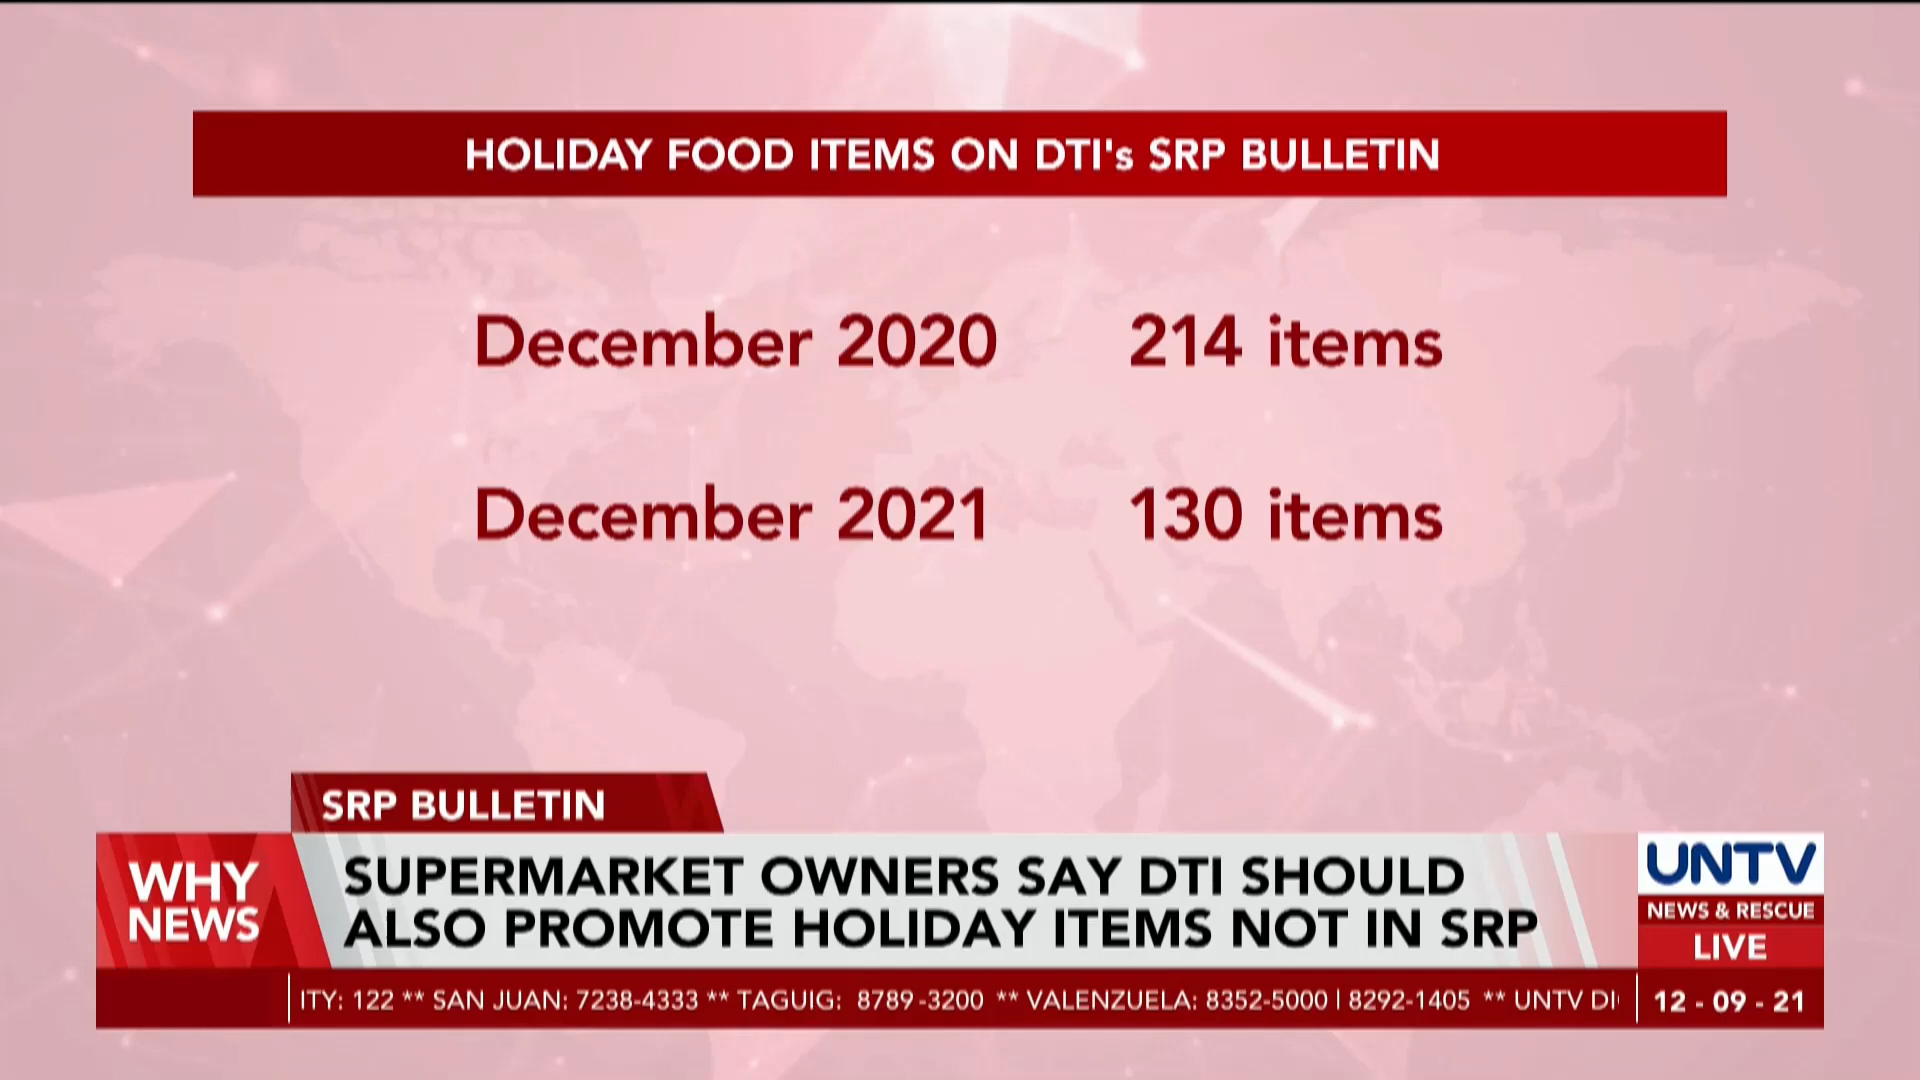 HOLIDAY FOOD ITEMS ON DTI's SRP BULLETIN
December 2020 214 items
December 2021 130 items
SRP BULLETIN
WHY
NEWS
SUPERMARKET OWNERS SAY DTI SHOULD
ALSO PROMOTE HOLIDAY ITEMS NOT IN SRP
UNTV
NEWS & RESCUE
LIVE
ITY: 122 ** SAN JUAN: 7238-4333 ** TAGUIG: 8789-3200 ** VALENZUELA: 8352-5000 | 8292-1405 ** UNTV DI
12 - 09 - 21